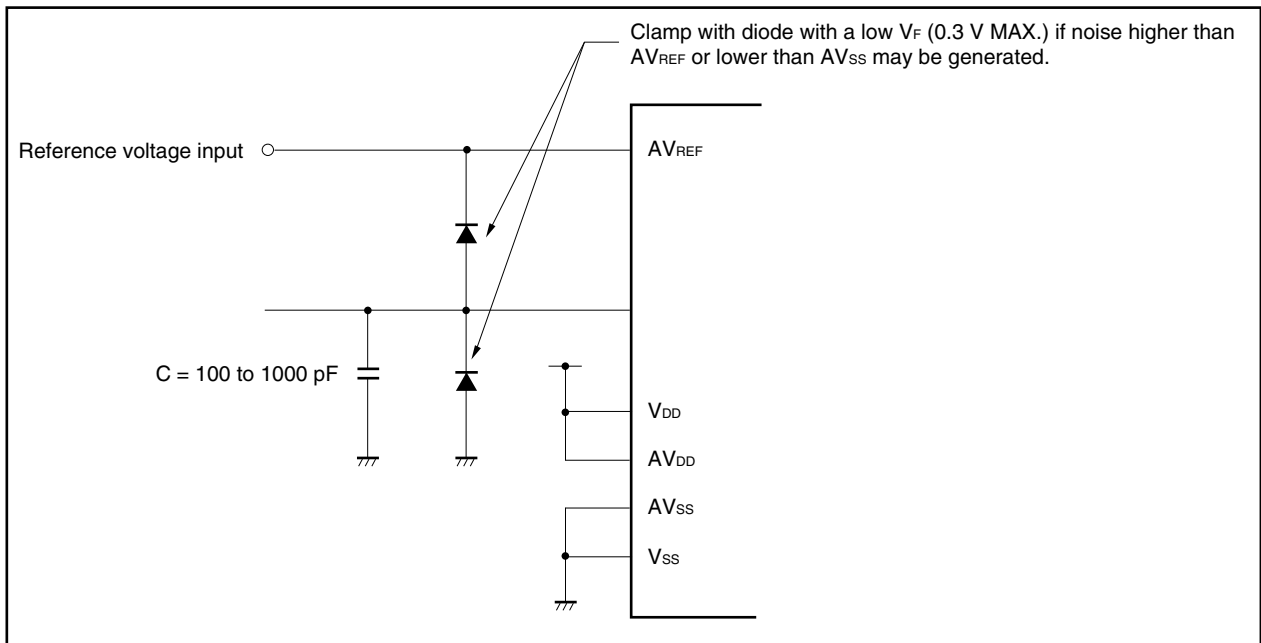 Clamp with diode with a low VF (0.3 V MAX.) if noise higher than
AVREF or lower than AVSS may be generated.
Reference voltage input
AVREF
C = 100 to 1000 pF
VDD
AVDD
AVSS
VSS